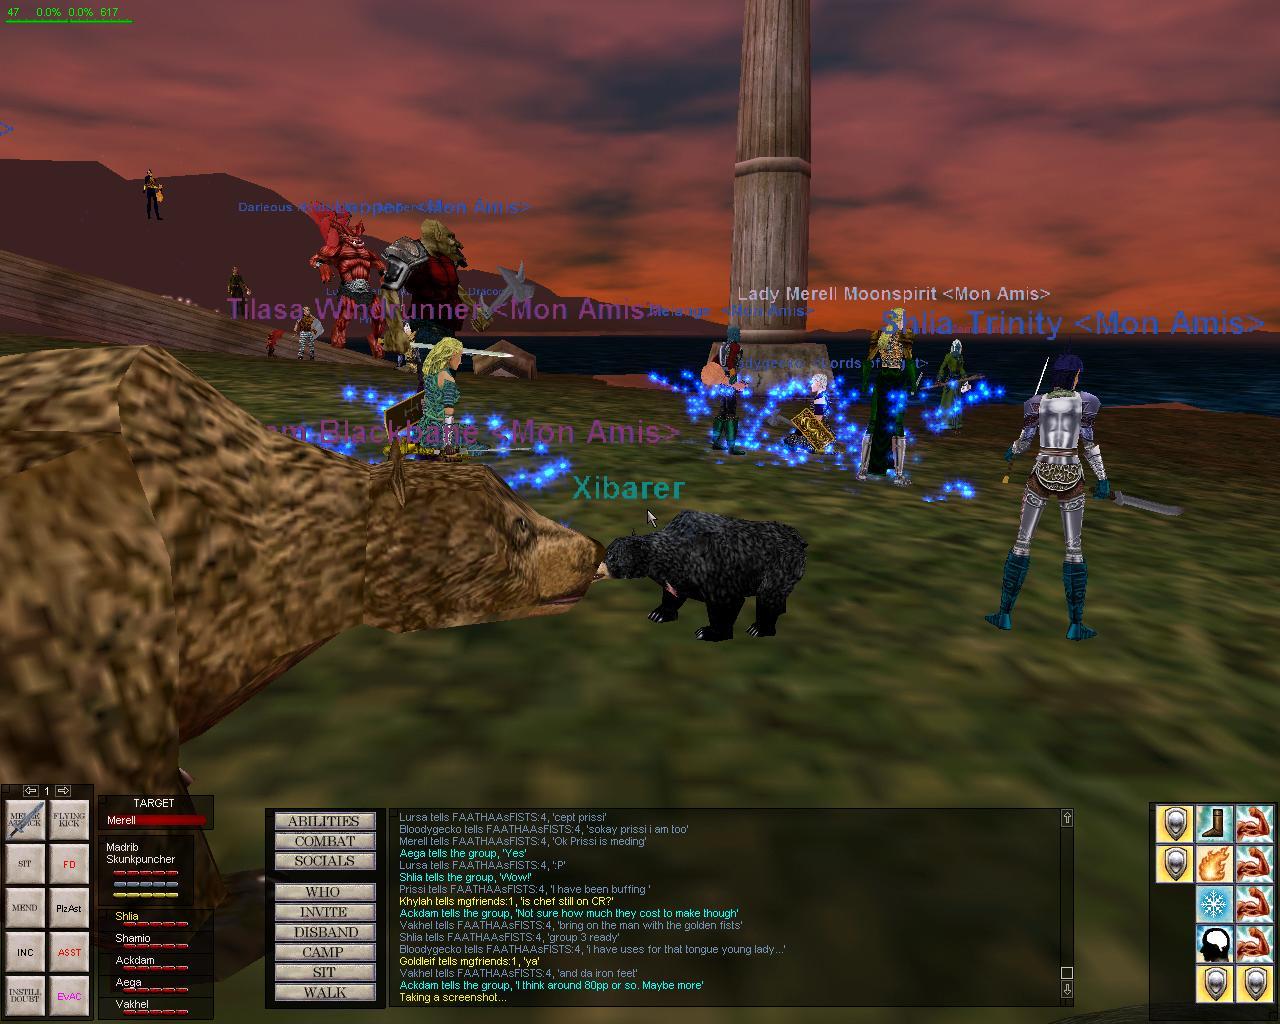 47 0.0% 0.0% 617
Darieous
<Mon Amis>
Lady Merell Moonspirit <Mon Amis>
Tilasa Windrunner <Mon Amis>
<Mon Amis>
Shlia Trinity <Mon Amis>
Blackbane <Mon Amis>
Xibarer
1
MELEE ATTACK
FLYING KICK
SIT
FD
MEND
PlzAst
INC
ASST
INSTILL DOUBT
EvAC
TARGET
Merell
Madrib
Skunkpuncher
Shlia
Shamio
Ackdam
Aega
Vakhel
ABILITIES
COMBAT
SOCIALS
WHO
INVITE
DISBAND
CAMP
SIT
WALK
Lursa tells FAATHAAsFISTS:4, 'cept prissi'
Bloodygecko tells FAATHAAsFISTS:4, 'sokay prissi i am too'
Merell tells FAATHAAsFISTS:4, 'Ok Prissi is meding'
Aega tells the group, 'Yes'
Lursa tells FAATHAAsFISTS:4, ':P'
Shlia tells the group, 'Wow!'
Prissi tells FAATHAAsFISTS:4, 'I have been buffing '
Khylah tells mgfriends:1, 'is chef still on CR?'
Ackdam tells the group, 'Not sure how much they cost to make though'
Vakhel tells FAATHAAsFISTS:4, 'bring on the man with the golden fists'
Shlia tells FAATHAAsFISTS:4, 'group 3 ready'
Bloodygecko tells FAATHAAsFISTS:4, 'i have uses for that tongue young lady...'
Goldleif tells mgfriends:1, 'ya'
Vakhel tells FAATHAAsFISTS:4, 'and da iron feet'
Ackdam tells the group, 'I think around 80pp or so. Maybe more'
Taking a screenshot...